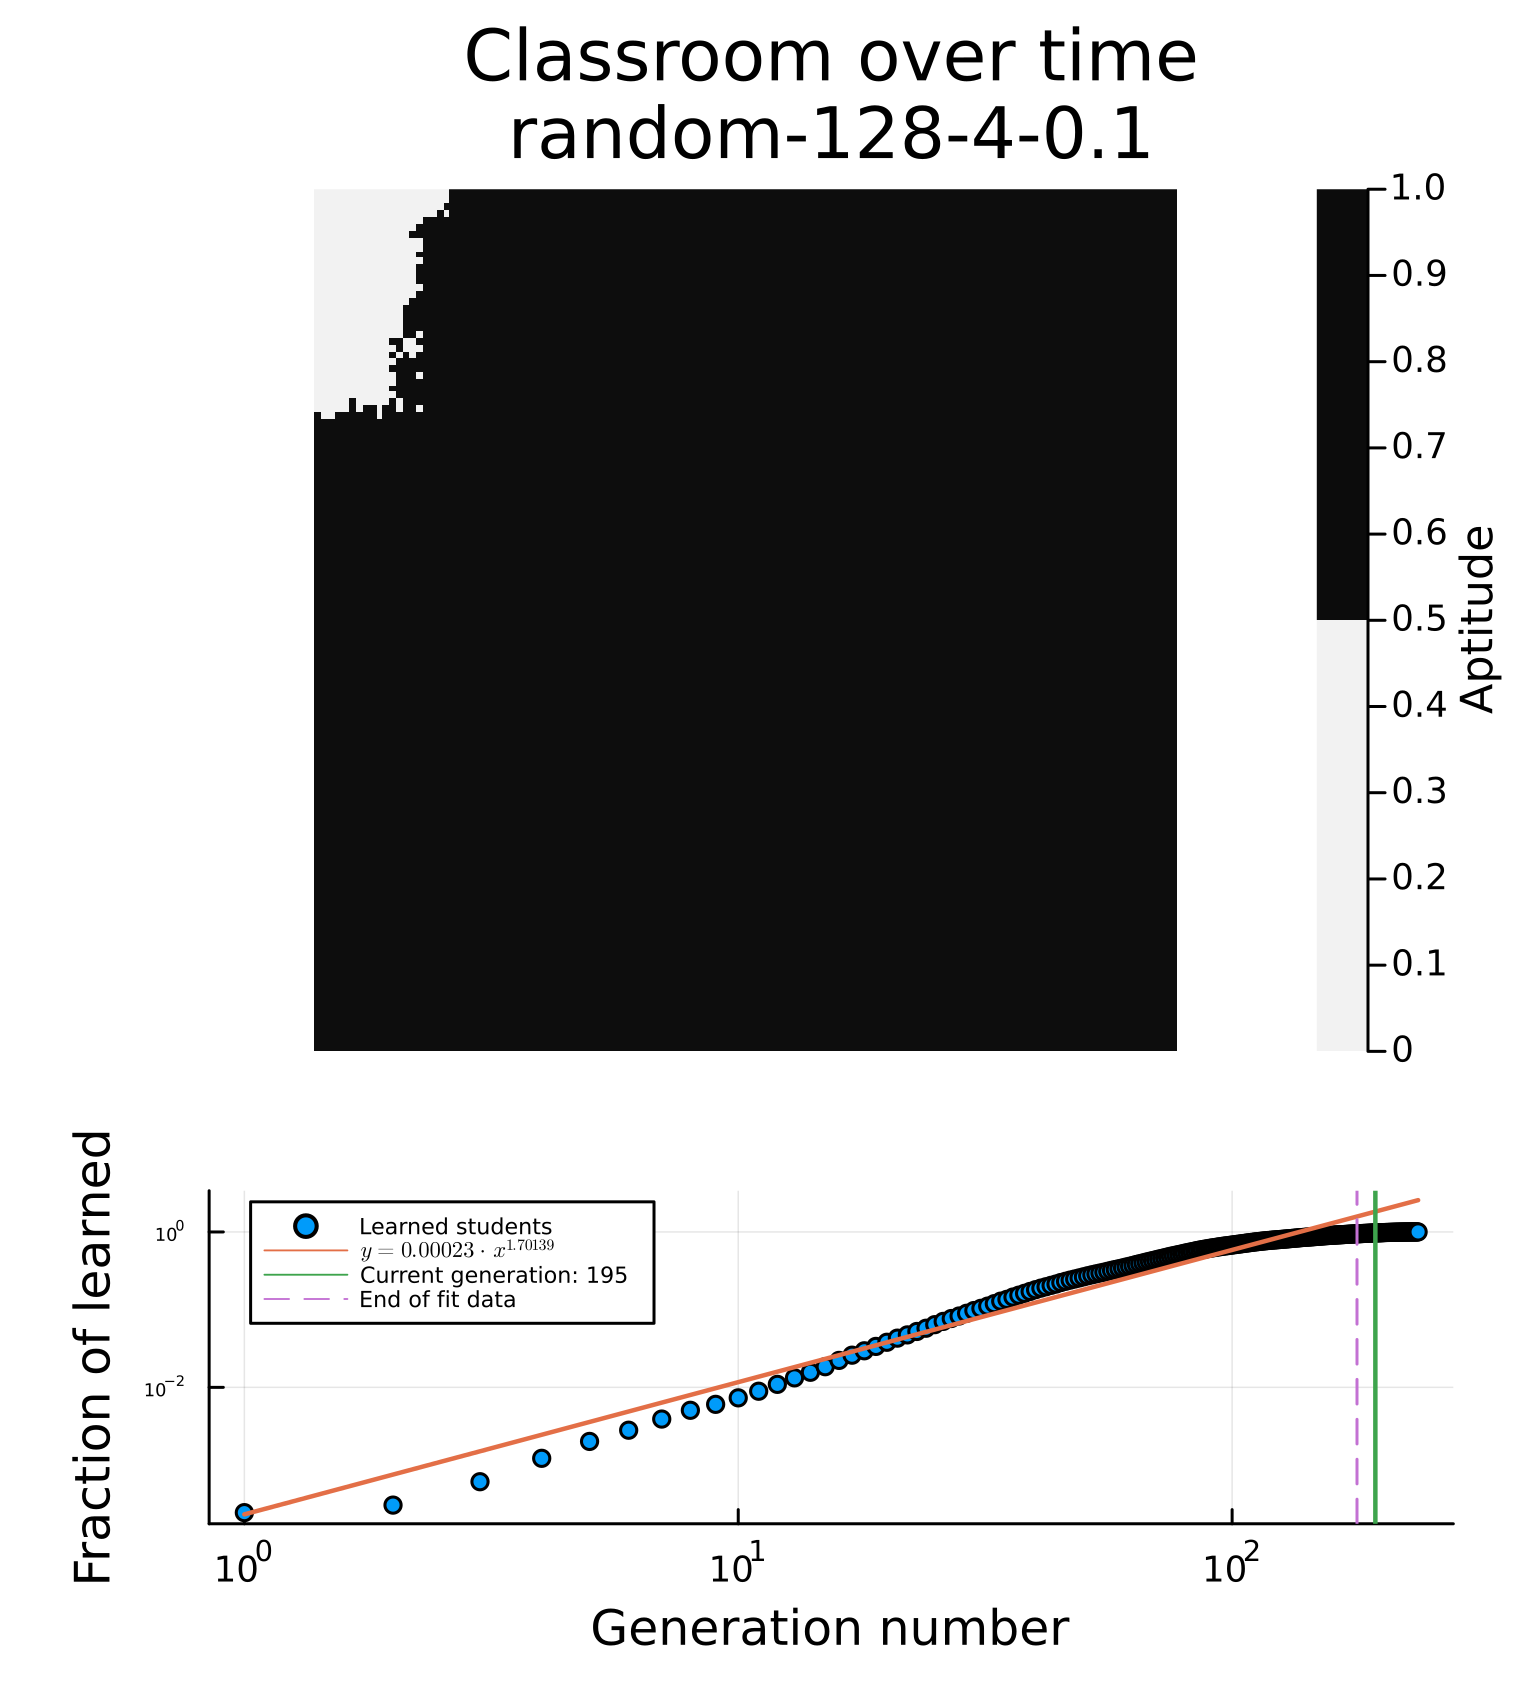 Classroom over time
random-128-4-0.1
1.0
0.9
0.8
0.7
0.6
0.5
0.4
0.3
0.2
0.1
0
Aptitude
Fraction of learned
10⁰
10⁻²
Learned students
y = 0.00023 · x^1.70139
Current generation: 195
End of fit data
10⁰
10¹
10²
Generation number